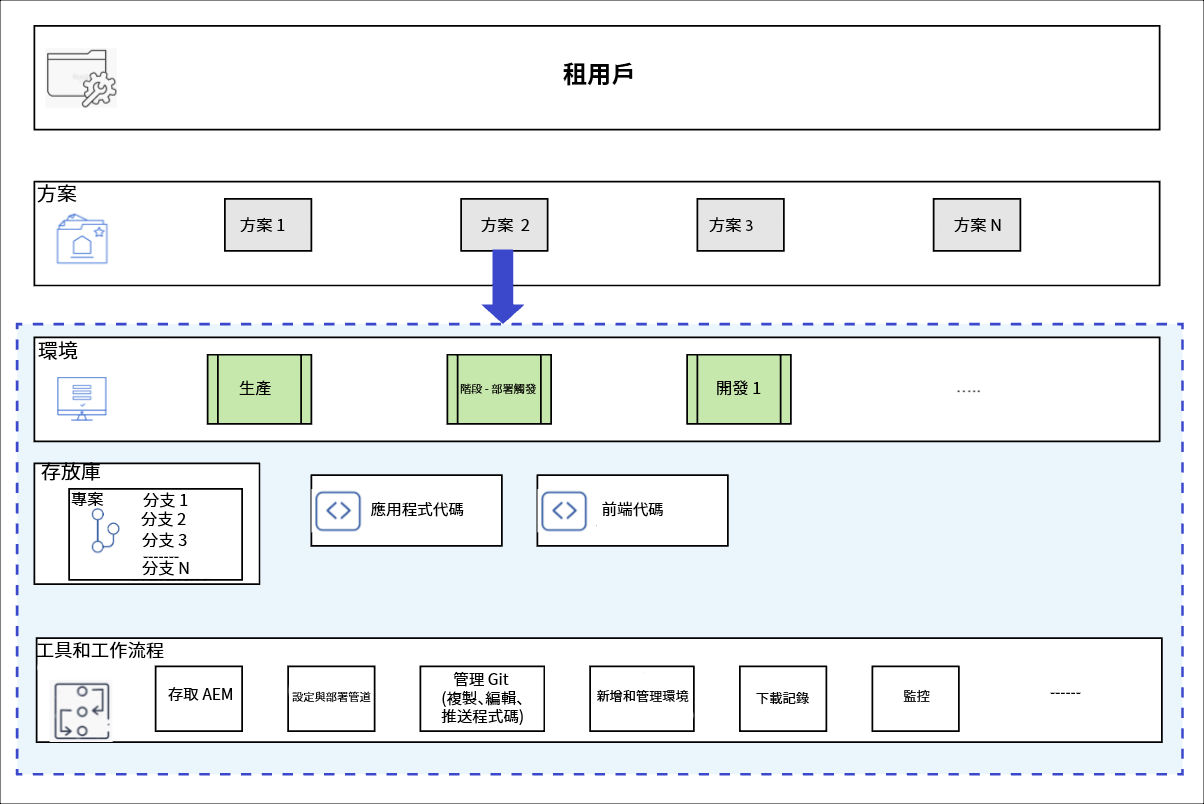 租用戶
方案
方案 1
方案 2
方案 3
方案 N
環境
生產
階段 - 部署觸發
開發 1
.....
存放庫
專案
分支 1
分支 2
分支 3
-------
分支 N
應用程式代碼
前端代碼
工具和工作流程
存取 AEM
設定與部署管道
管理 Git
(複製、編輯、
推送程式碼)
新增和管理環境
下載記錄
監控
------